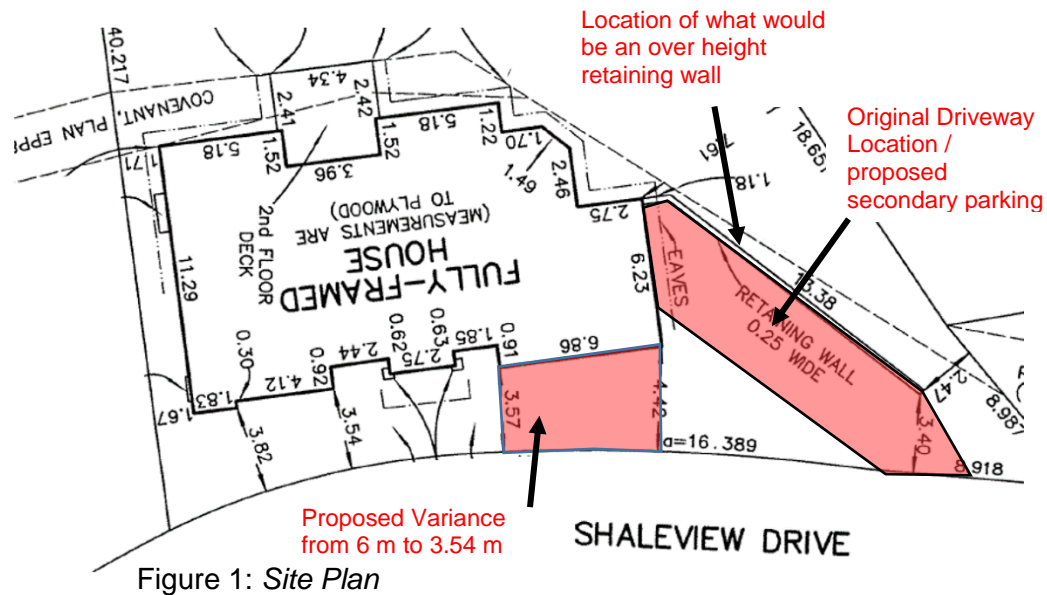 Location of what would
be an over height
retaining wall
Original Driveway
Location /
proposed
secondary parking
40.217
COVENANT, PLAN EPP
4.34
2.41
2.42
5.18
1.52
3.96
1.52
5.18
1.22
1.70
1.49
2.46
2.75
7.61
1.18
18.65
1.71
2nd FLOOR
DECK
FULLY-FRAMED
HOUSE
(MEASUREMENTS ARE
TO PLYWOOD)
EAVES
6.23
13.38
RETAINING WALL
0.25 WIDE
11.29
0.30
0.92
2.44
0.62
2.75
0.63
1.85
0.91
6.86
1.67
1.83
4.12
3.82
3.54
3.57
4.42
a=16.389
3.40
2.47
8.987
8.918
Proposed Variance
from 6 m to 3.54 m
SHALEVIEW DRIVE
Figure 1: Site Plan